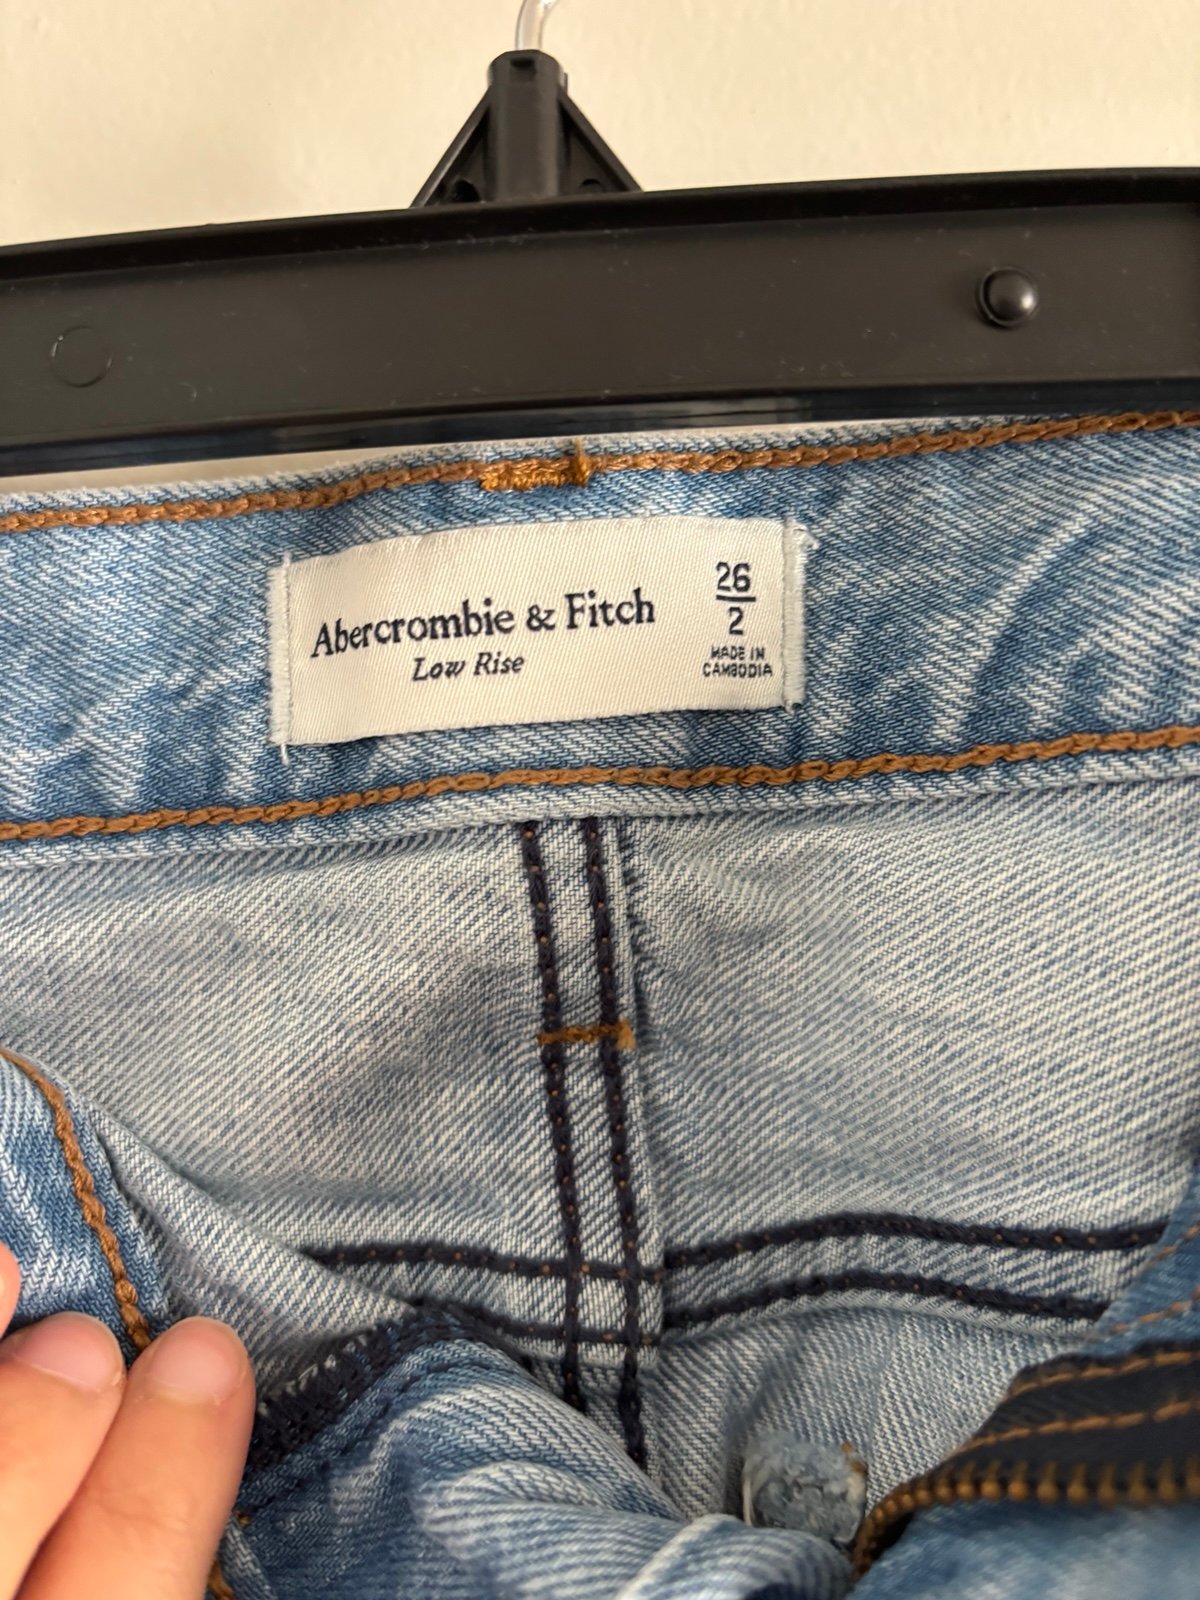 Abercrombie & Fitch
Low Rise
26
2
MADE IN
CAMBODIA